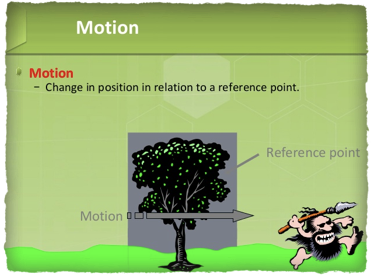 Motion
Motion
– Change in position in relation to a reference point.
Reference point
Motion